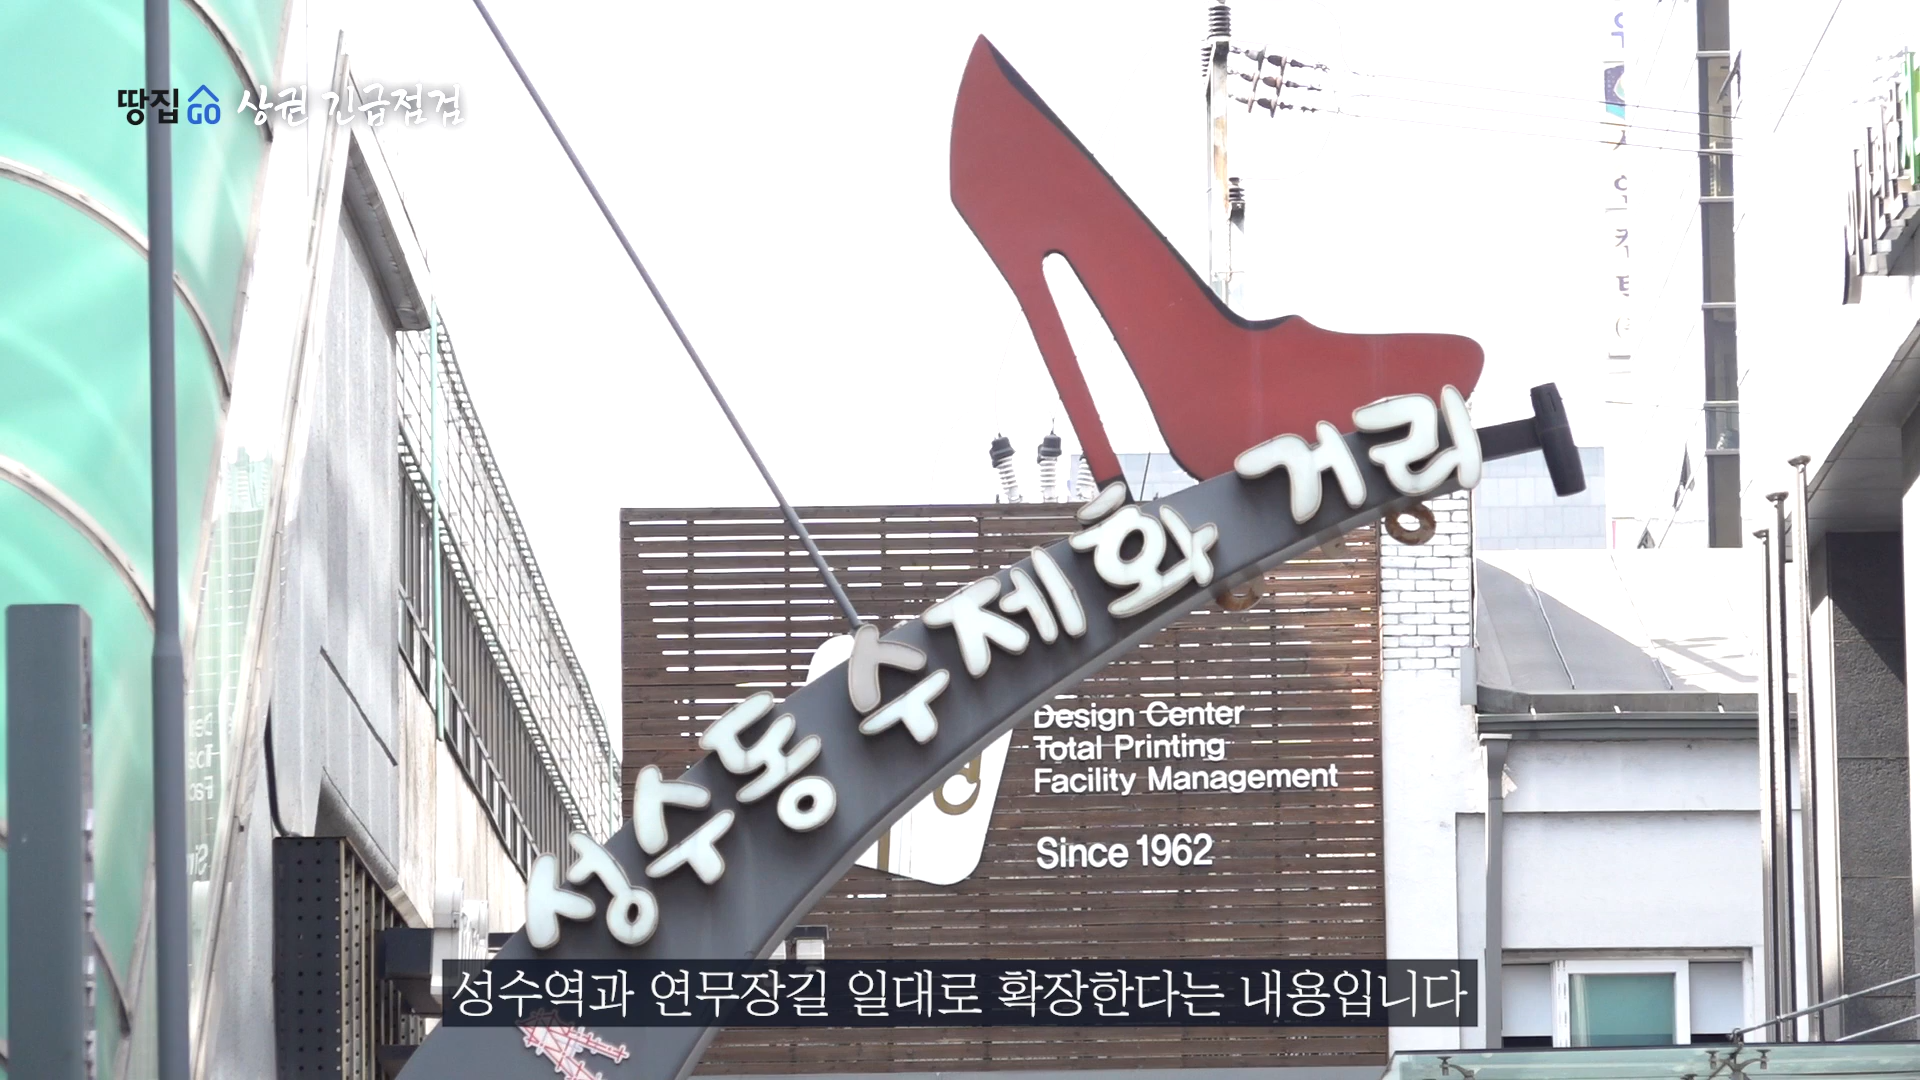 땅집GO 상권 긴급점검
성수동 수제화 거리
Design Center
Total Printing
Facility Management
Since 1962
성수역과 연무장길 일대로 확장한다는 내용입니다